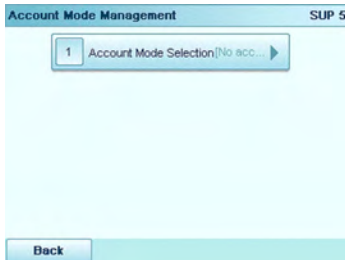 Account Mode Management SUP 5
1 Account Mode Selection [No acc...
Back